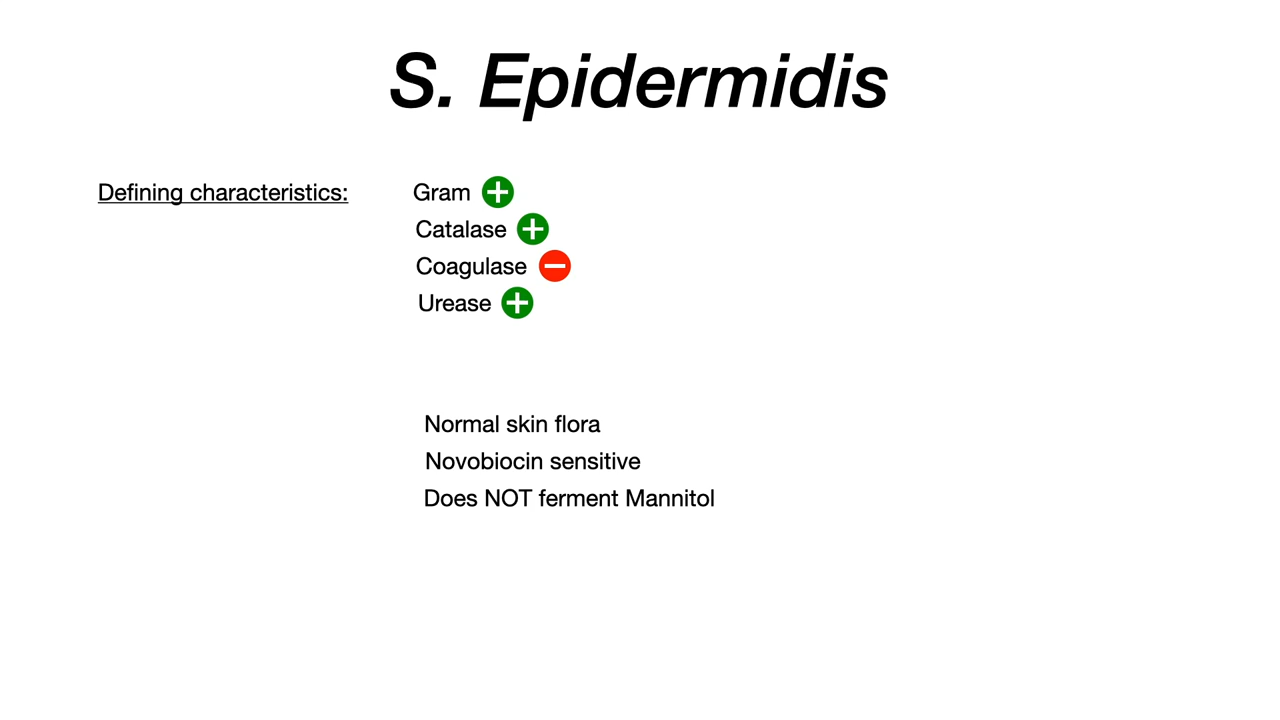 S. Epidermidis
Defining characteristics:
Gram +
Catalase +
Coagulase −
Urease +
Normal skin flora
Novobiocin sensitive
Does NOT ferment Mannitol